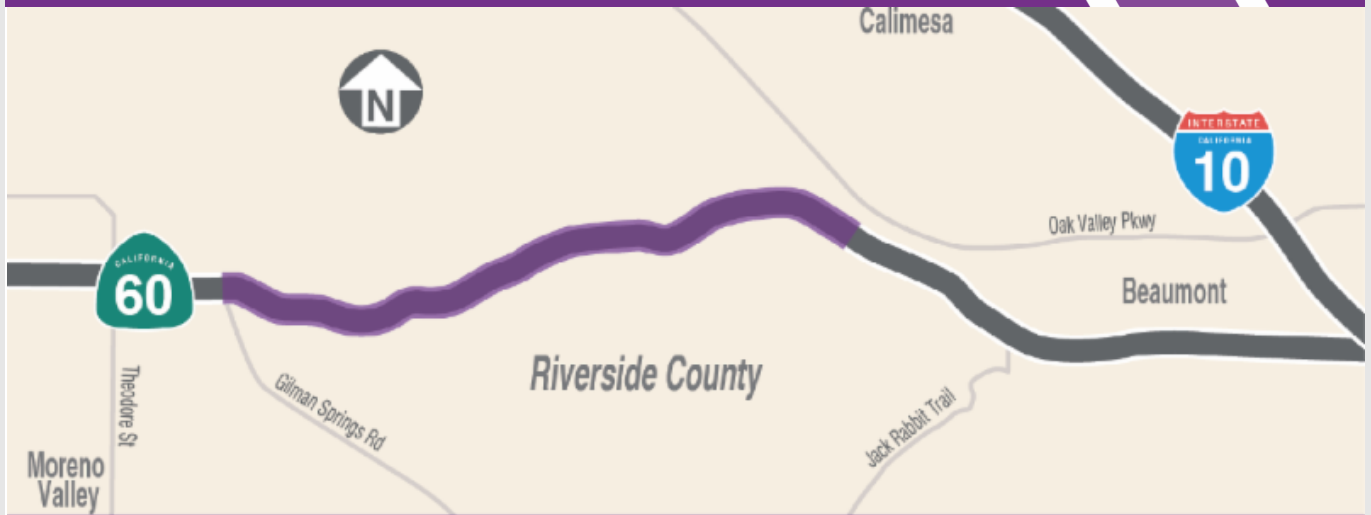 Calimesa
N
INTERSTATE
CALIFORNIA
10
Oak Valley Pkwy
CALIFORNIA
60
Beaumont
Riverside County
Theodore St
Gilman Springs Rd
Jack Rabbit Trail
Moreno
Valley